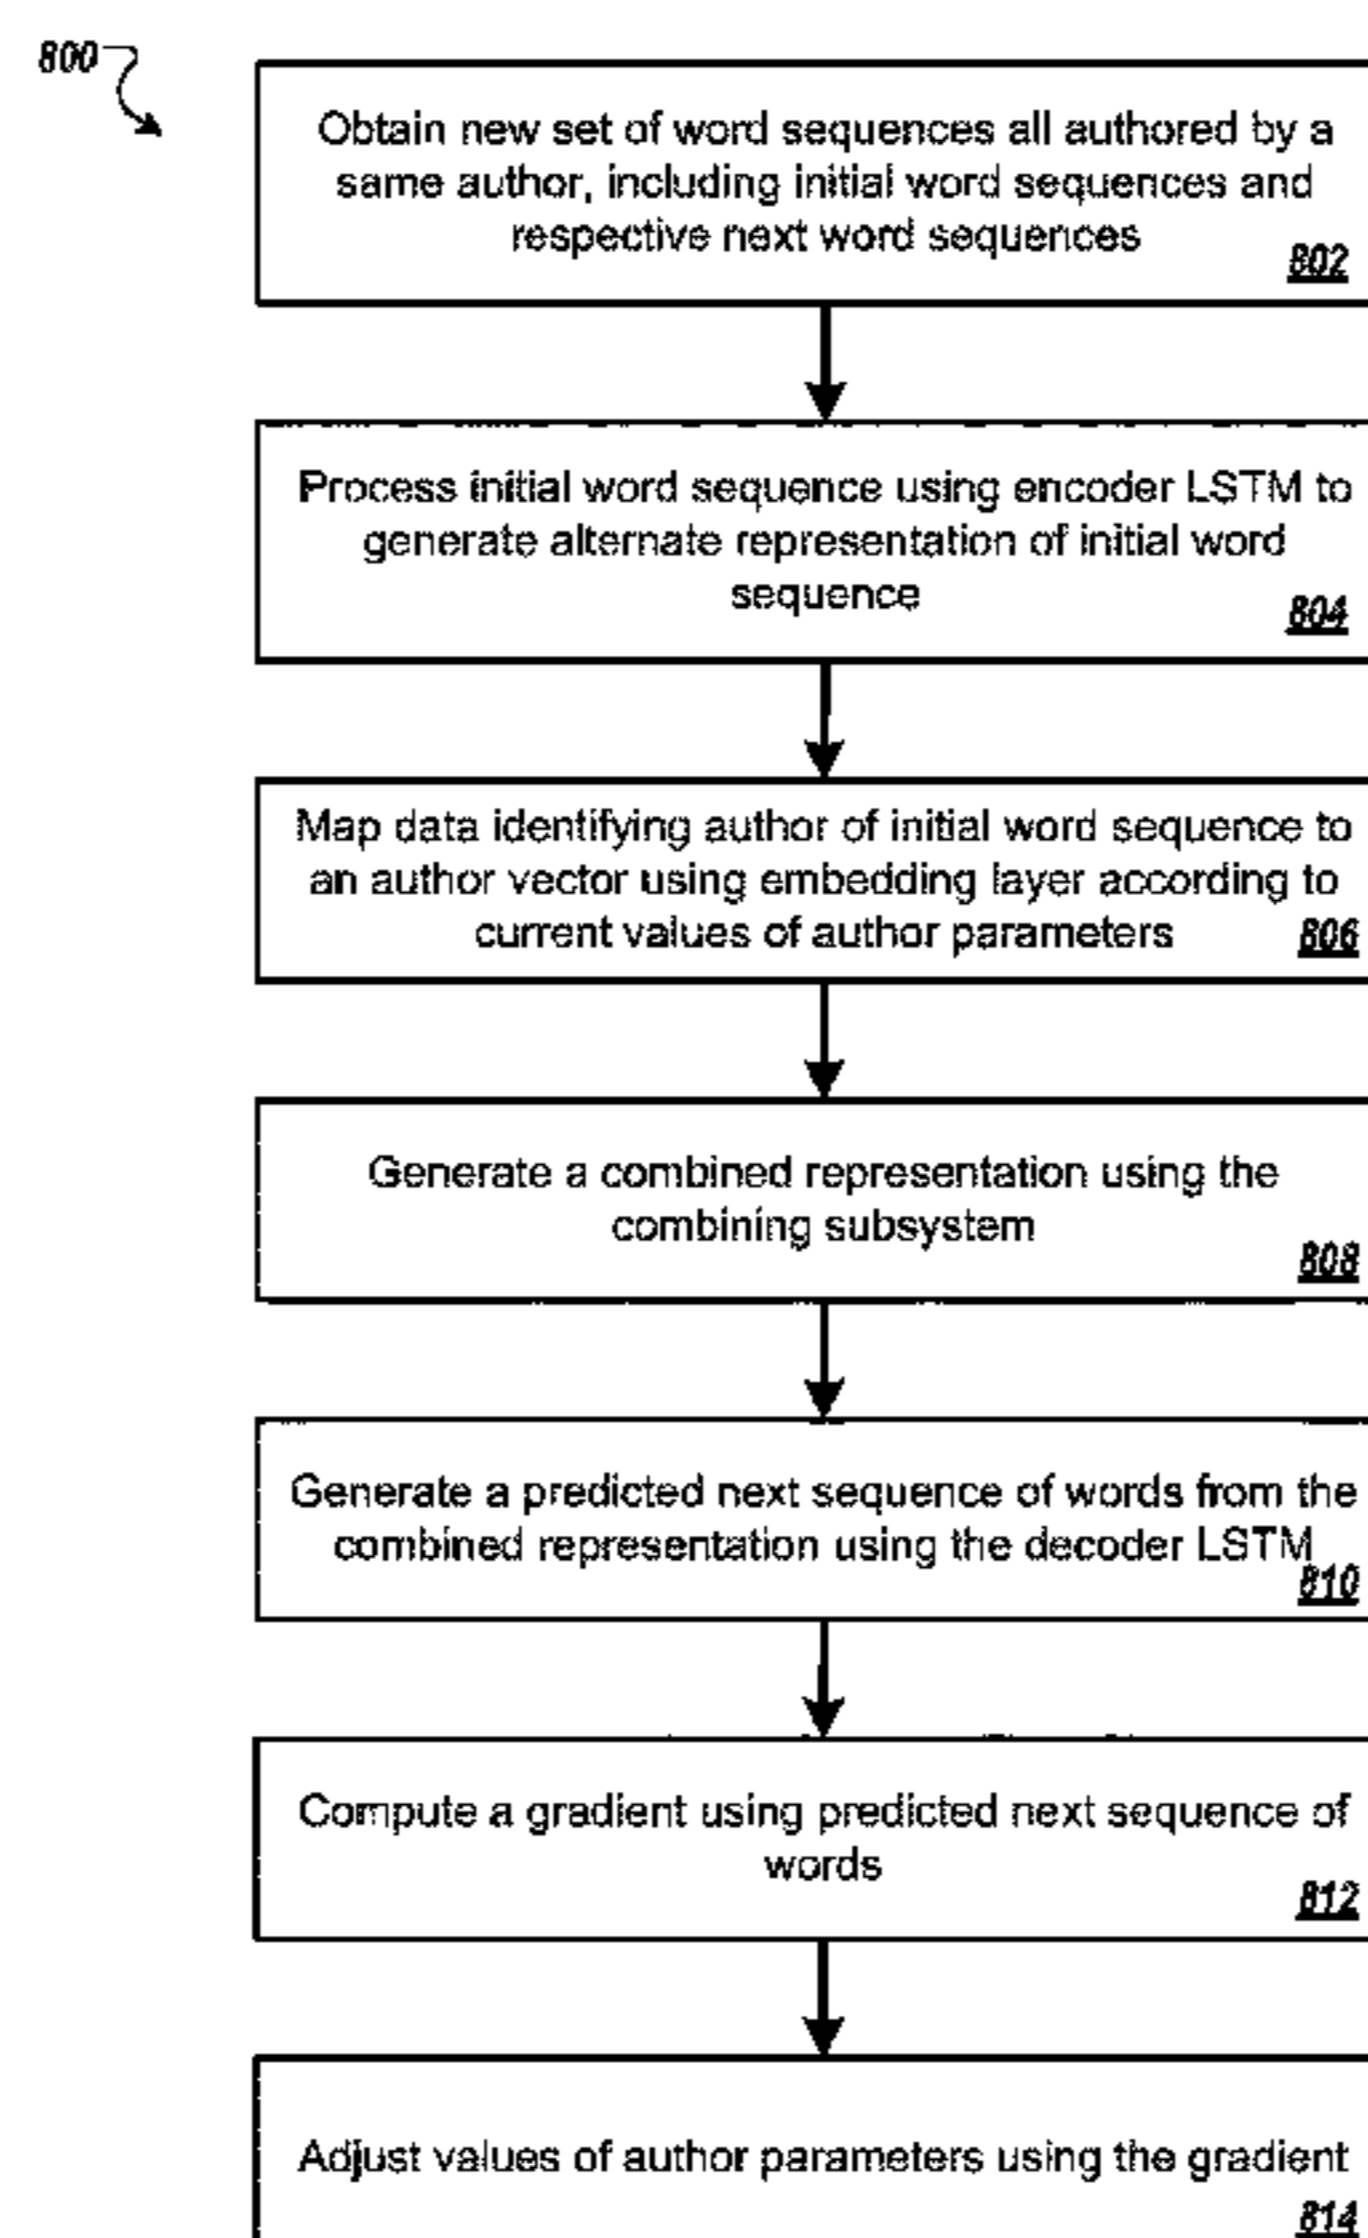 800
Obtain new set of word sequences all authored by a
same author, including initial word sequences and
respective next word sequences
802
Process initial word sequence using encoder LSTM to
generate alternate representation of initial word
sequence
804
Map data identifying author of initial word sequence to
an author vector using embedding layer according to
current values of author parameters
806
Generate a combined representation using the
combining subsystem
808
Generate a predicted next sequence of words from the
combined representation using the decoder LSTM
810
Compute a gradient using predicted next sequence of
words
812
Adjust values of author parameters using the gradient
814